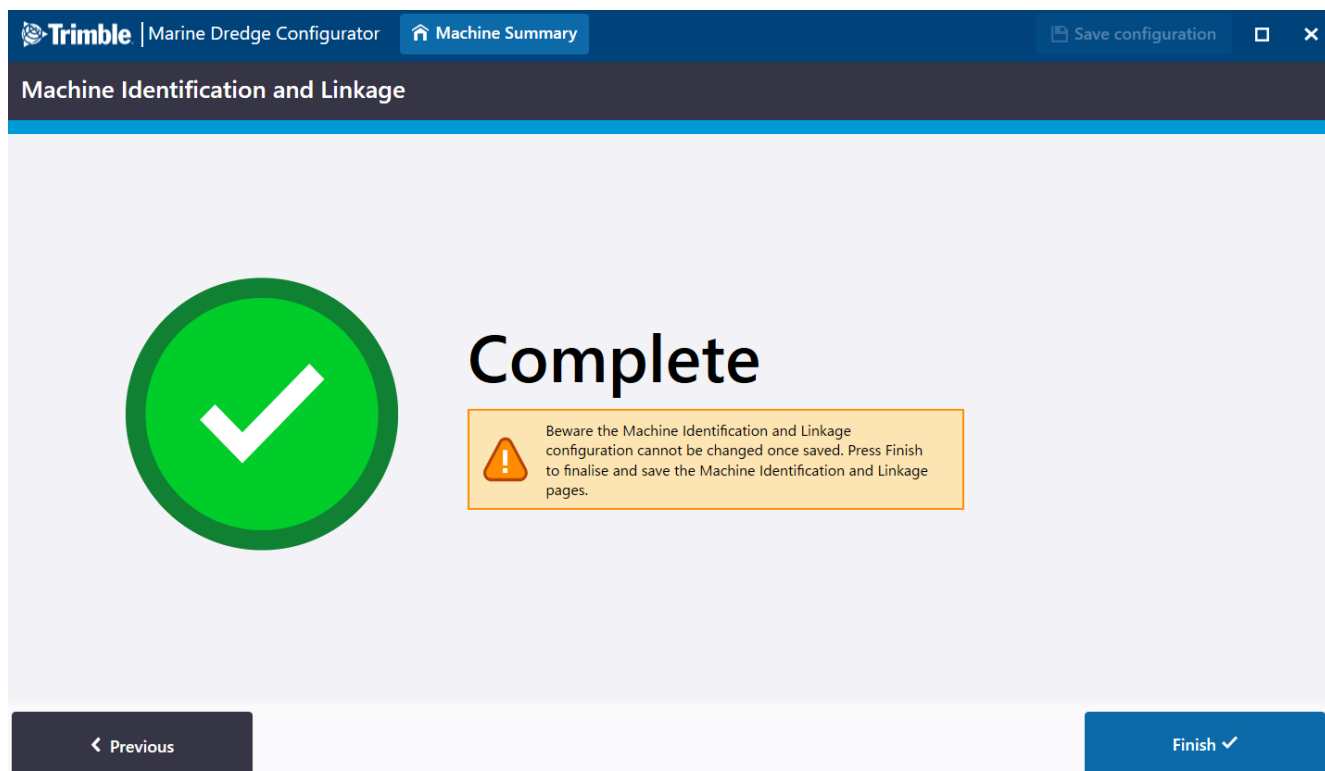 Trimble. | Marine Dredge Configurator Machine Summary Save configuration
Machine Identification and Linkage
Complete
Beware the Machine Identification and Linkage
configuration cannot be changed once saved. Press Finish
to finalise and save the Machine Identification and Linkage
pages.
Previous Finish